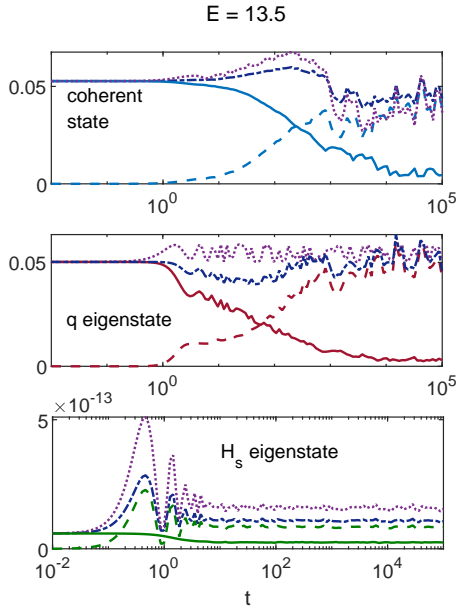 E = 13.5
0.05
coherent
state
0
10^0
10^5
0.05
q eigenstate
0
10^0
10^5
×10^-13
5
H_s eigenstate
0
10^-2
10^0
10^2
10^4
t